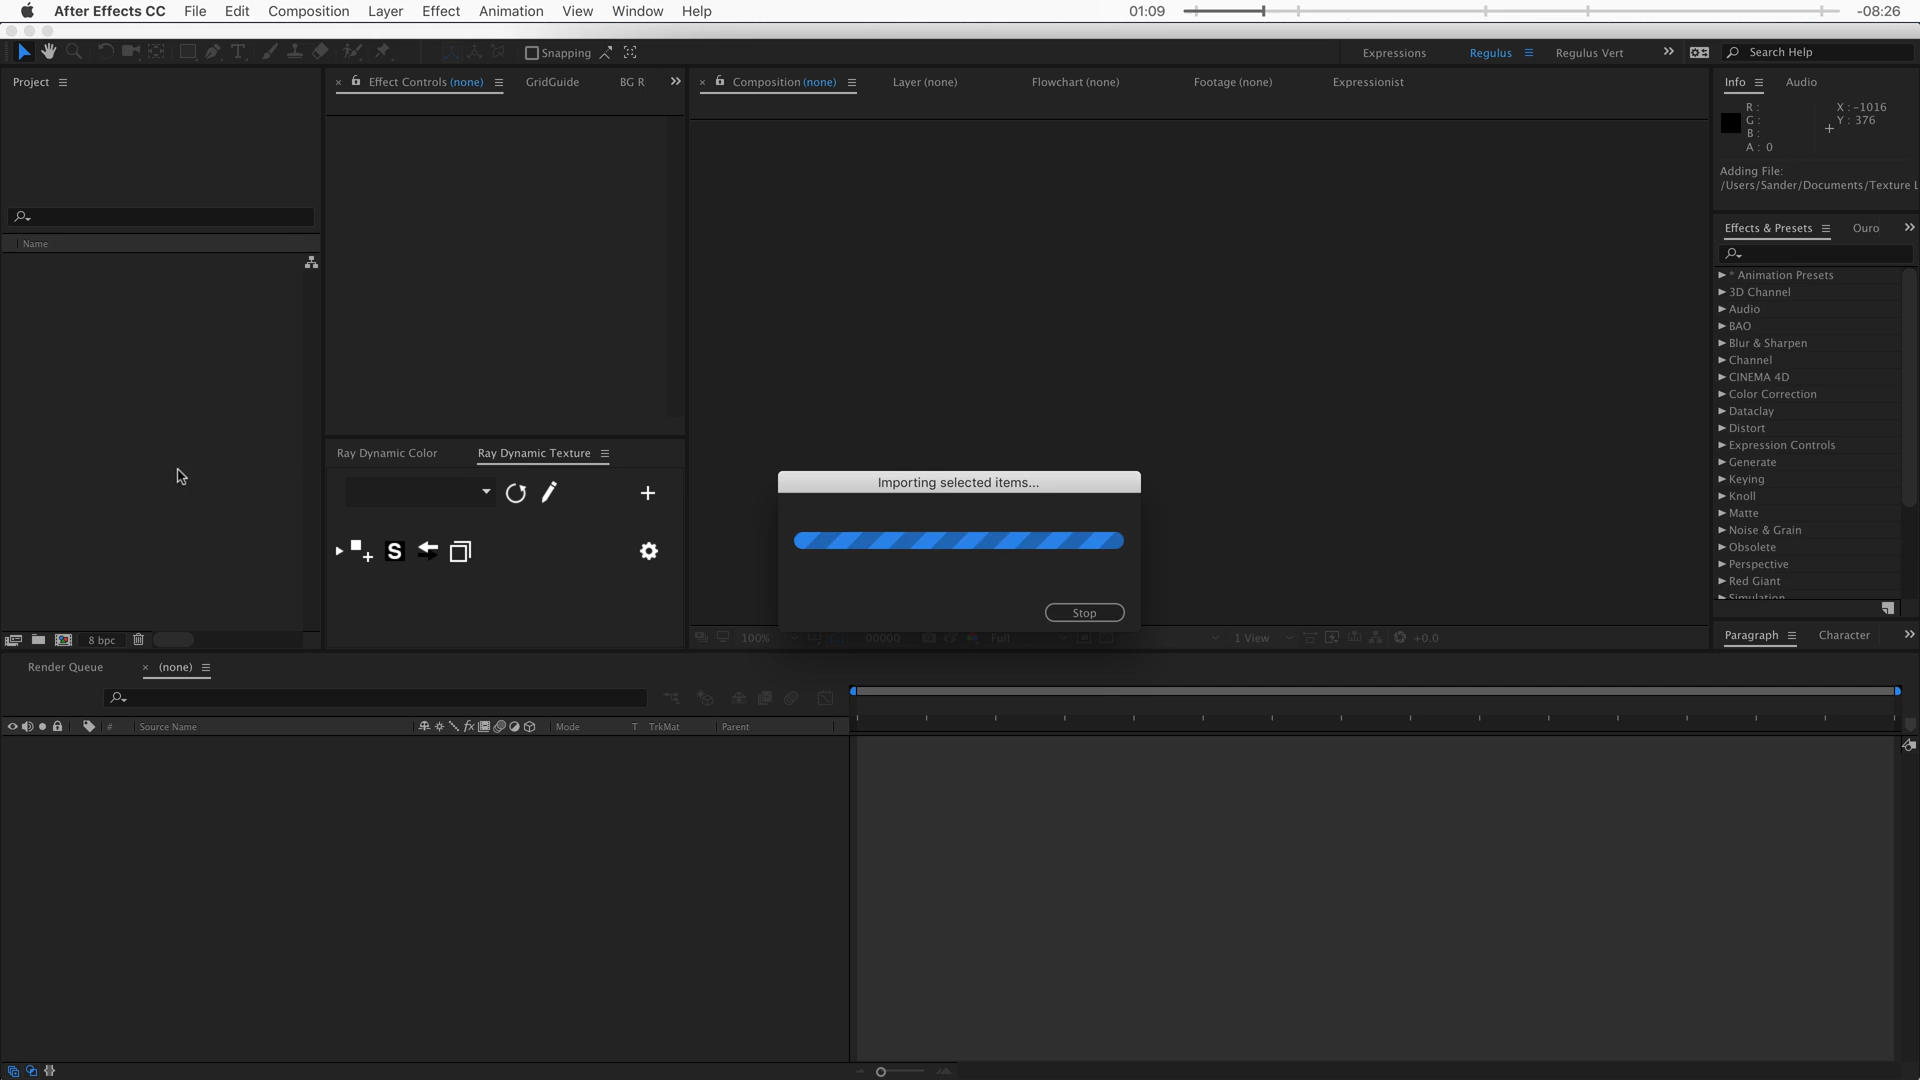 After Effects CC File Edit Composition Layer Effect Animation View Window Help 01:09 -08:26
Snapping Expressions Regulus Regulus Vert Search Help
Project
Effect Controls (none) GridGuide BG R
Composition (none) Layer (none) Flowchart (none) Footage (none) Expressionist
Info Audio
R :
G :
B :
A : 0
X : -1016
Y : 376
Adding File:
/Users/Sander/Documents/Texture L
Name
Effects & Presets Ouro
* Animation Presets
3D Channel
Audio
BAO
Blur & Sharpen
Channel
CINEMA 4D
Color Correction
Dataclay
Distort
Expression Controls
Generate
Keying
Knoll
Matte
Noise & Grain
Obsolete
Perspective
Red Giant
Simulation
Ray Dynamic Color Ray Dynamic Texture
S
Importing selected items...
Stop
8 bpc
100% 00000 Full 1 View +0.0
Paragraph Character
Render Queue (none)
# Source Name fx Mode T TrkMat Parent